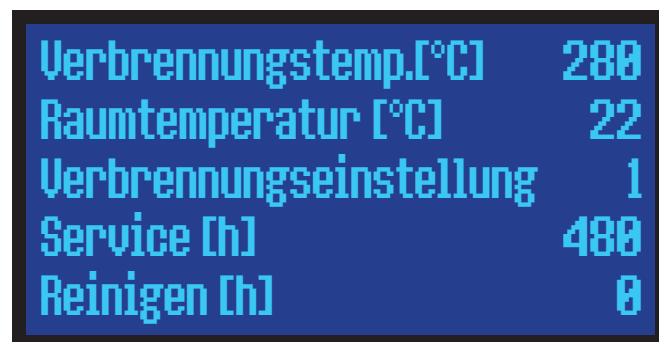 Verbrennungstemp.[°C] 280
Raumtemperatur [°C] 22
Verbrennungseinstellung 1
Service [h] 480
Reinigen [h] 0